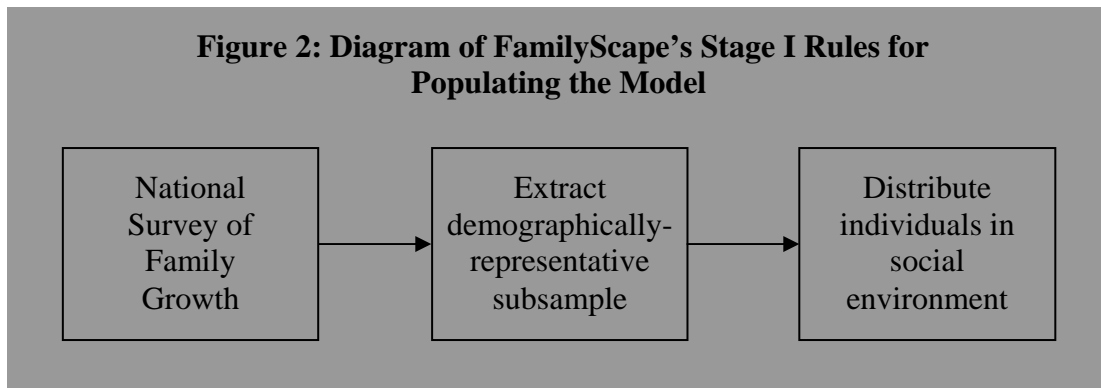 Figure 2: Diagram of FamilyScape's Stage I Rules for
Populating the Model
National
Survey of
Family
Growth
Extract
demographically-
representative
subsample
Distribute
individuals in
social
environment